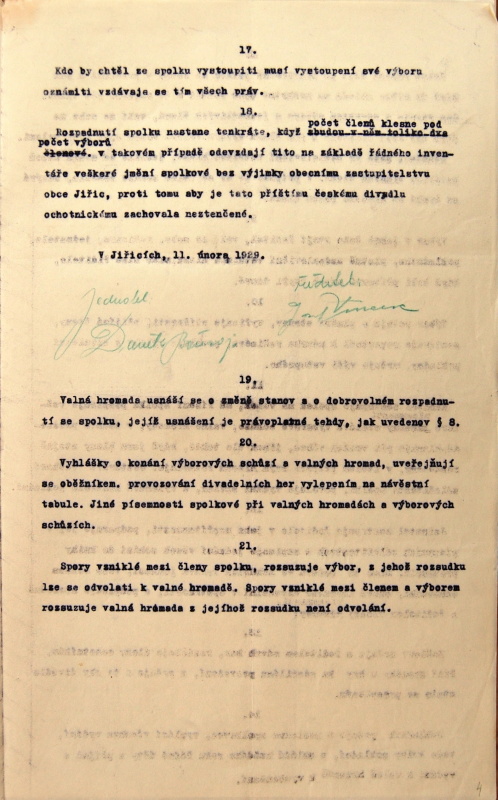 17.
Kdo by chtěl ze spolku vystoupiti musí vystoupení své výboru
oznámiti vzdávaje se tím všech práv.
18.
počet členů klesne pod
Rozpadnutí spolku nastane tenkráte, když zbudou v něm toliko dva
počet výborů
členové. v takovém případě odevzdají tito na základě řádného inven-
táře veškeré jmění spolkové bez výjimky obecnímu zastupitelstvu
obce Jiřic, proti tomu aby je tato příštímu českému divadlu
ochotnickému zachovala neztenčené.
V Jiřicích, 11. února 1929.
ředitel.
Jednatel
19.
Valná hromada usnáší se o změně stanov a o dobrovolném rozpadnu-
tí se spolku, jejíž usnášení je právoplatné tehdy, jak uvedenov § 8.
20.
Vyhlášky o konání výborových schůzí a valných hromad, uveřejňují
se oběžníkem. provozování divadelních her vylepením na návěstní
tabule. Jiné písemnosti spolkové při valných hromadách a výborových
schůzích.
21.
Spory vzniklé mezi členy spolku, rozsuzuje výbor, z jehož rozsudku
lze se odvolati k valné hromadě. Spory vzniklé mezi členem a výborem
rozsuzuje valná hromada z jejíhož rozsudku není odvolání.
4